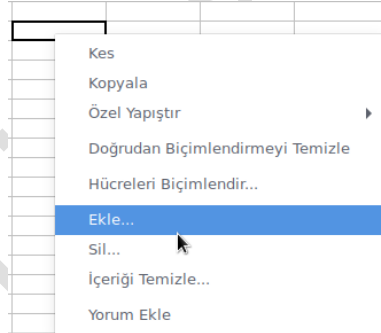 Kes
Kopyala
Özel Yapıştır
Doğrudan Biçimlendirmeyi Temizle
Hücreleri Biçimlendir...
Ekle...
Sil...
İçeriği Temizle...
Yorum Ekle